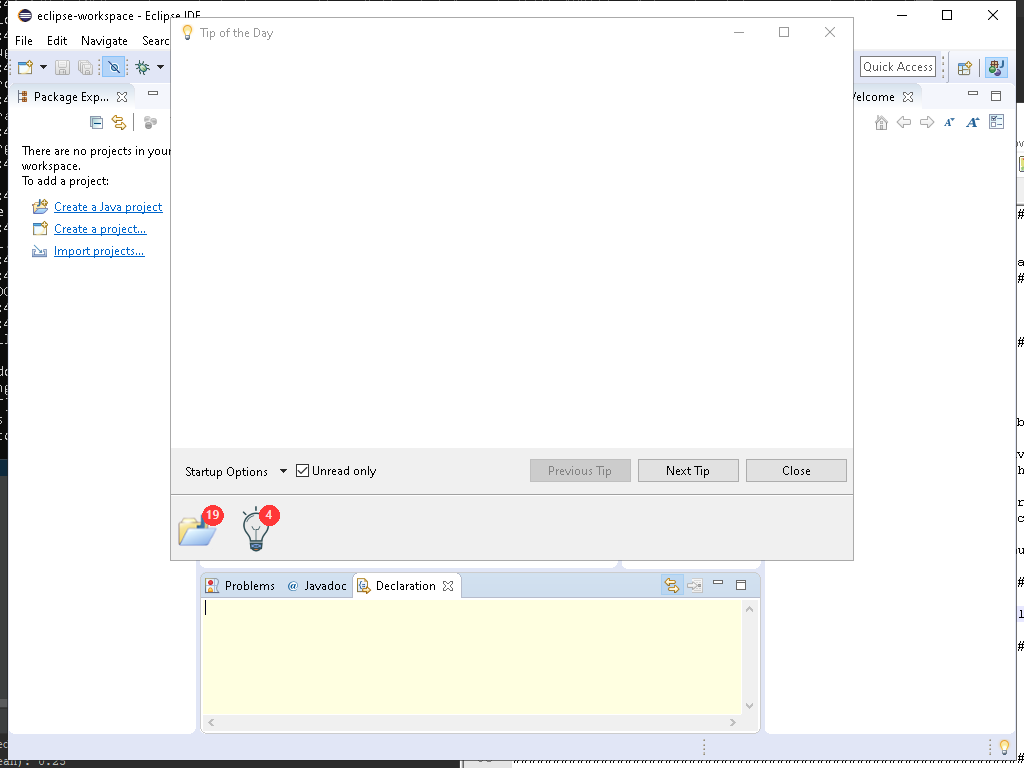 eclipse-workspace - Eclipse IDE
File Edit Navigate Searc
Tip of the Day
Quick Access
Package Exp...
elcome
There are no projects in your
workspace.
To add a project:
Create a Java project
Create a project...
Import projects...
Startup Options Unread only Previous Tip Next Tip Close
19 4
Problems @ Javadoc Declaration